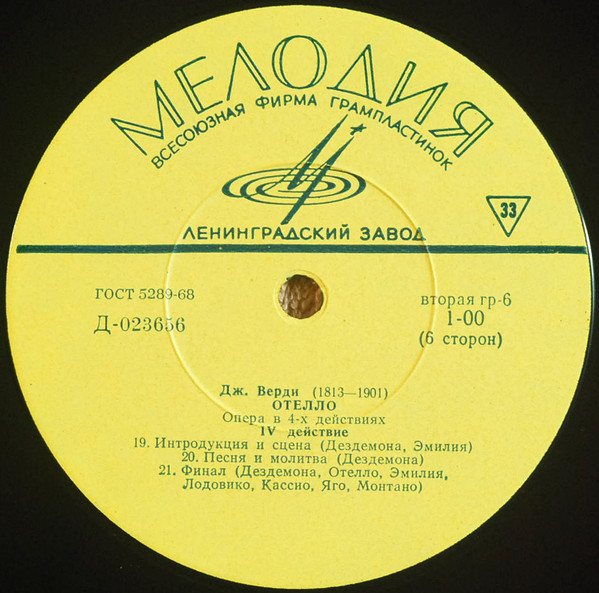 МЕЛОДИЯ
ВСЕСОЮЗНАЯ ФИРМА ГРАМПЛАСТИНОК
33
ЛЕНИНГРАДСКИЙ ЗАВОД
ГОСТ 5289-68
Д-023656
вторая гр-6
1-00
(6 сторон)
Дж. Верди (1813—1901)
ОТЕЛЛО
Опера в 4-х действиях
IV действие
19. Интродукция и сцена (Дездемона, Эмилия)
20. Песня и молитва (Дездемона)
21. Финал (Дездемона, Отелло, Эмилия,
Лодовико, Кассио, Яго, Монтано)